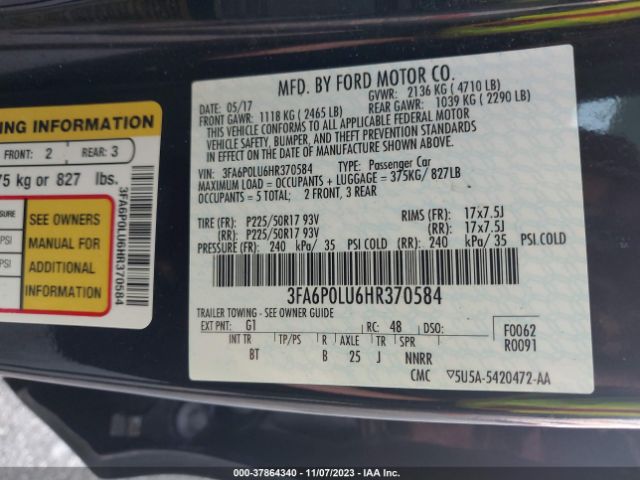 MFD. BY FORD MOTOR CO.
DATE: 05/17 GVWR: 2136 KG ( 4710 LB)
FRONT GAWR: 1118 KG ( 2465 LB) REAR GAWR: 1039 KG ( 2290 LB)
THIS VEHICLE CONFORMS TO ALL APPLICABLE FEDERAL MOTOR
VEHICLE SAFETY, BUMPER, AND THEFT PREVENTION STANDARDS
IN EFFECT ON THE DATE OF MANUFACTURE SHOWN ABOVE.
VIN: 3FA6P0LU6HR370584 TYPE: Passenger Car
MAXIMUM LOAD = OCCUPANTS + LUGGAGE = 375KG/ 827LB
OCCUPANTS = 5 TOTAL; 2 FRONT, 3 REAR
TIRE (FR): P225/50R17 93V RIMS (FR): 17x7.5J
(RR): P225/50R17 93V (RR): 17x7.5J
PRESSURE (FR): 240 kPa/ 35 PSI.COLD (RR): 240 kPa/ 35 PSI.COLD
3FA6P0LU6HR370584
TRAILER TOWING - SEE OWNER GUIDE
EXT PNT: G1 RC: 48 DSO: F0062
R0091
INT TR TP/PS R AXLE TR SPR
BT B 25 J NNRR
CMC ▽5U5A-5420472-AA
ING INFORMATION
FRONT: 2 REAR: 3
75 kg or 827 lbs.
PSI
PSI
SEE OWNERS
MANUAL FOR
ADDITIONAL
INFORMATION
3FA6P0LU6HR370584
000-37864340 - 11/07/2023 - IAA Inc.